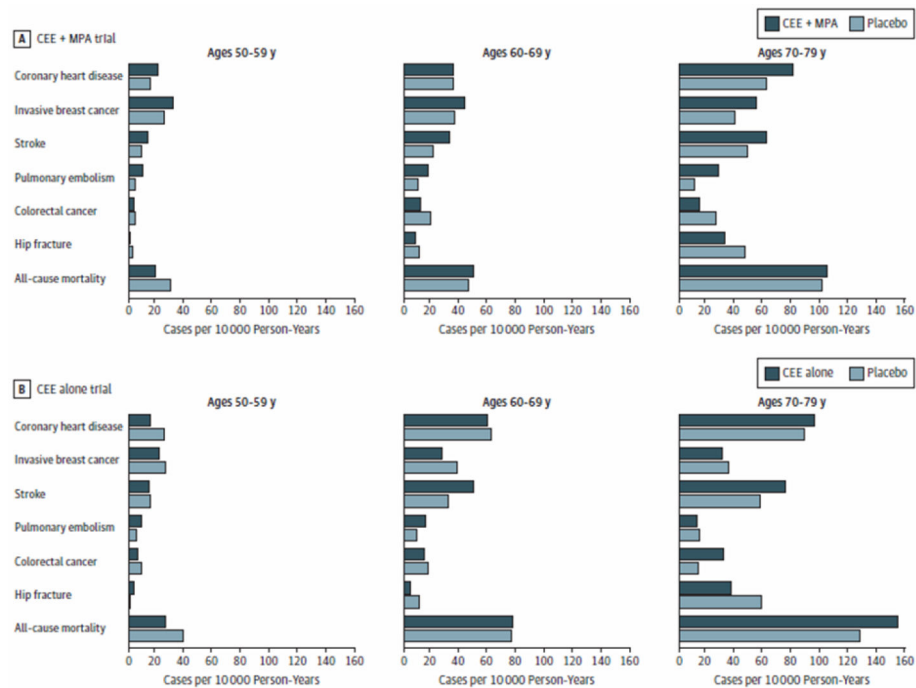 CEE + MPA Placebo
A CEE + MPA trial
Ages 50-59 y Ages 60-69 y Ages 70-79 y
Coronary heart disease
Invasive breast cancer
Stroke
Pulmonary embolism
Colorectal cancer
Hip fracture
All-cause mortality
0 20 40 60 80 100 120 140 160 0 20 40 60 80 100 120 140 160 0 20 40 60 80 100 120 140 160
Cases per 10 000 Person-Years Cases per 10 000 Person-Years Cases per 10 000 Person-Years
CEE alone Placebo
B CEE alone trial
Ages 50-59 y Ages 60-69 y Ages 70-79 y
Coronary heart disease
Invasive breast cancer
Stroke
Pulmonary embolism
Colorectal cancer
Hip fracture
All-cause mortality
0 20 40 60 80 100 120 140 160 0 20 40 60 80 100 120 140 160 0 20 40 60 80 100 120 140 160
Cases per 10 000 Person-Years Cases per 10 000 Person-Years Cases per 10 000 Person-Years